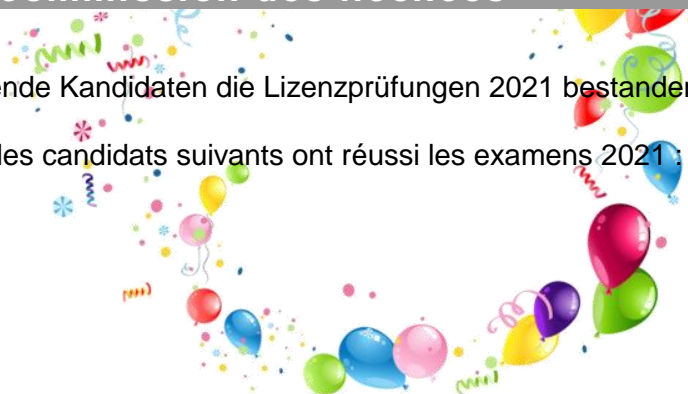 ende Kandidaten die Lizenzprüfungen 2021 bestanden
les candidats suivants ont réussi les examens 2021 :